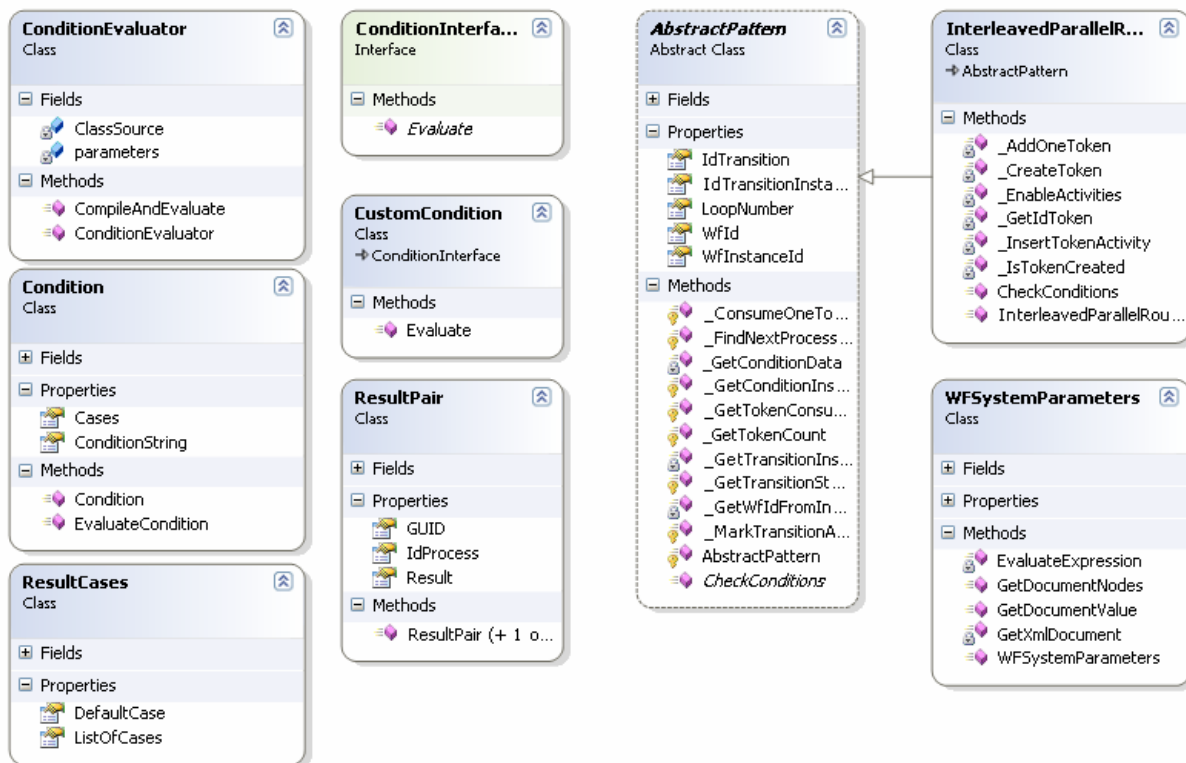 ConditionEvaluator
Class
Fields
ClassSource
parameters
Methods
CompileAndEvaluate
ConditionEvaluator
Condition
Class
Fields
Properties
Cases
ConditionString
Methods
Condition
EvaluateCondition
ResultCases
Class
Fields
Properties
DefaultCase
ListOfCases
ConditionInterfa...
Interface
Methods
Evaluate
CustomCondition
Class
ConditionInterface
Methods
Evaluate
ResultPair
Class
Fields
Properties
GUID
IdProcess
Result
Methods
ResultPair (+ 1 o...
AbstractPattern
Abstract Class
Fields
Properties
IdTransition
IdTransitionInsta...
LoopNumber
WfId
WfInstanceId
Methods
_ConsumeOneTo...
_FindNextProcess...
_GetConditionData
_GetConditionIns...
_GetTokenConsu...
_GetTokenCount
_GetTransitionIns...
_GetTransitionSt...
_GetWfIdFromIn...
_MarkTransitionA...
AbstractPattern
CheckConditions
InterleavedParallelR...
Class
AbstractPattern
Methods
_AddOneToken
_CreateToken
_EnableActivities
_GetIdToken
_InsertTokenActivity
_IsTokenCreated
CheckConditions
InterleavedParallelRou...
WFSystemParameters
Class
Fields
Properties
Methods
EvaluateExpression
GetDocumentNodes
GetDocumentValue
GetXmlDocument
WFSystemParameters